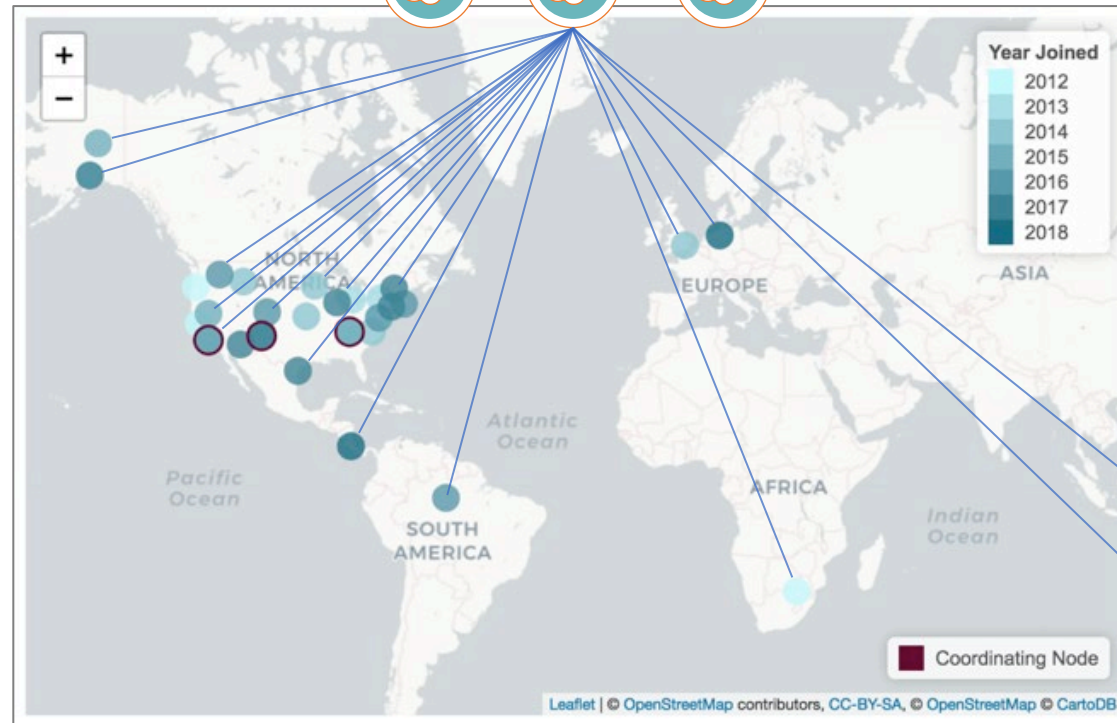 +
−
Year Joined
2012
2013
2014
2015
2016
2017
2018
NORTH
AMERICA
EUROPE
ASIA
Atlantic
Ocean
Pacific
Ocean
AFRICA
SOUTH
AMERICA
Indian
Ocean
Coordinating Node
Leaflet | © OpenStreetMap contributors, CC-BY-SA, © OpenStreetMap © CartoDB